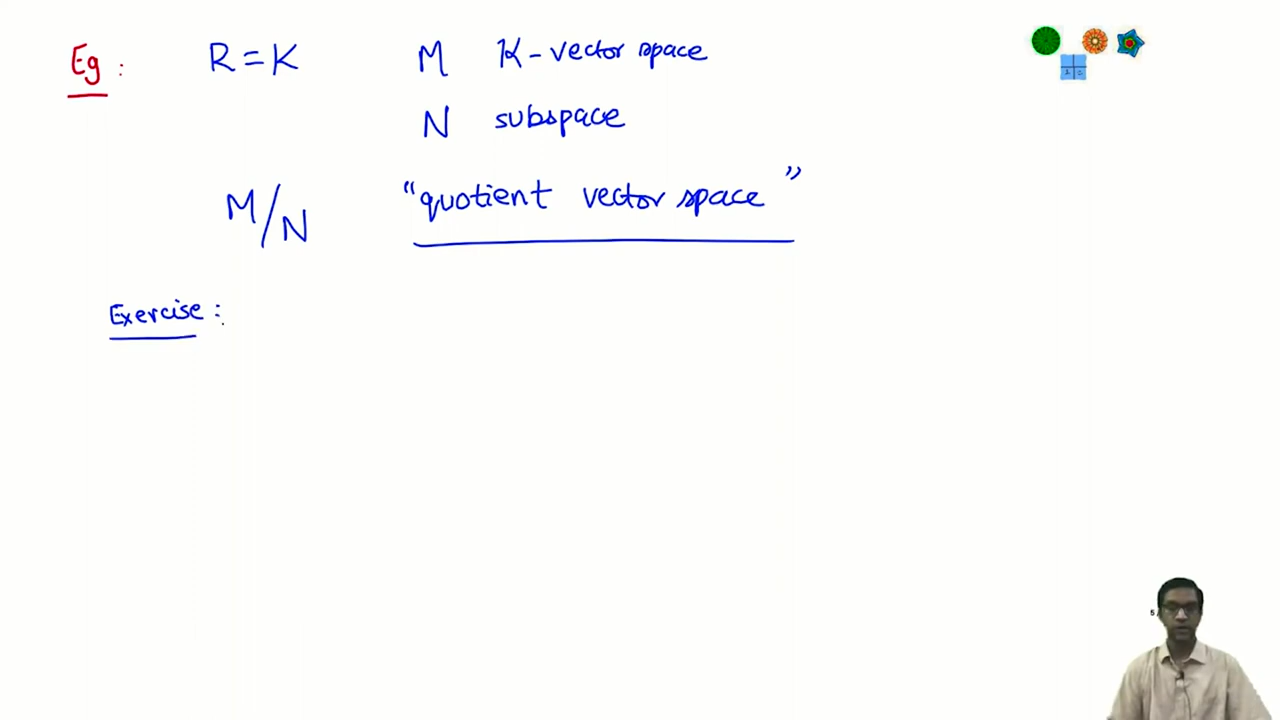 Eg : R = K M K-vector space
N subspace
M/N "quotient vector space"
Exercise :